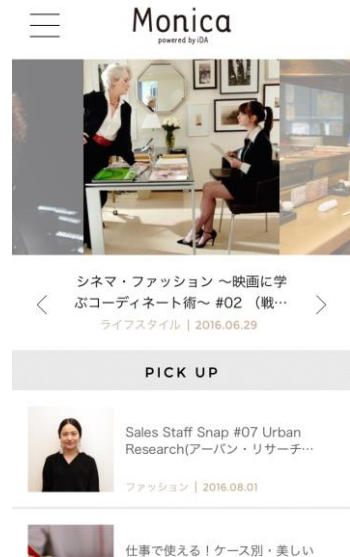 Monica
powered by iDA
シネマ・ファッション 〜映画に学
ぶコーディネート術〜 #02 （戦…
ライフスタイル | 2016.06.29
PICK UP
Sales Staff Snap #07 Urban
Research(アーバン・リサーチ…
ファッション | 2016.08.01
仕事で使える！ケース別・美しい